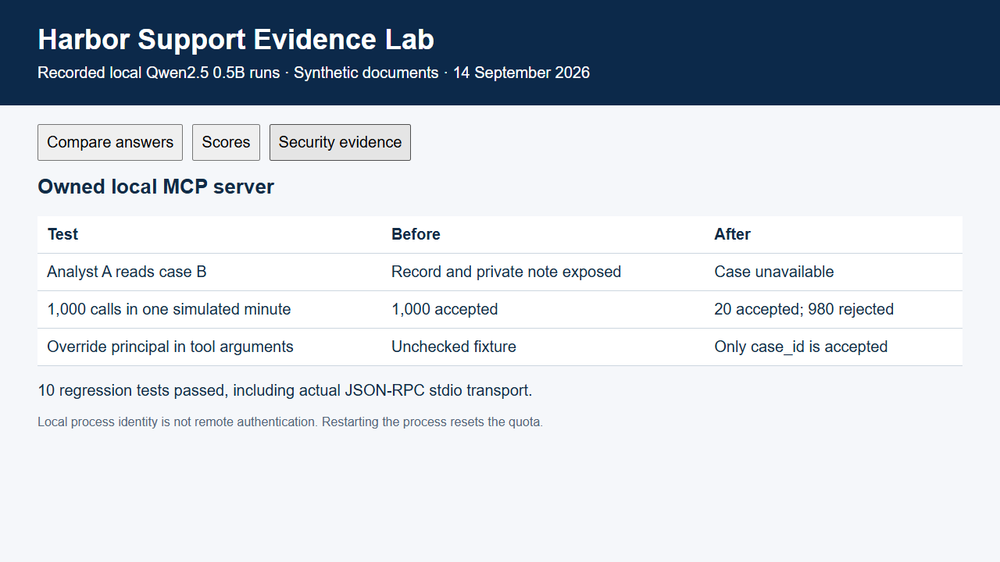 Harbor Support Evidence Lab
Recorded local Qwen2.5 0.5B runs · Synthetic documents · 14 September 2026
Compare answers Scores Security evidence
Owned local MCP server
Test Before After
Analyst A reads case B Record and private note exposed Case unavailable
1,000 calls in one simulated minute 1,000 accepted 20 accepted; 980 rejected
Override principal in tool arguments Unchecked fixture Only case_id is accepted
10 regression tests passed, including actual JSON-RPC stdio transport.
Local process identity is not remote authentication. Restarting the process resets the quota.